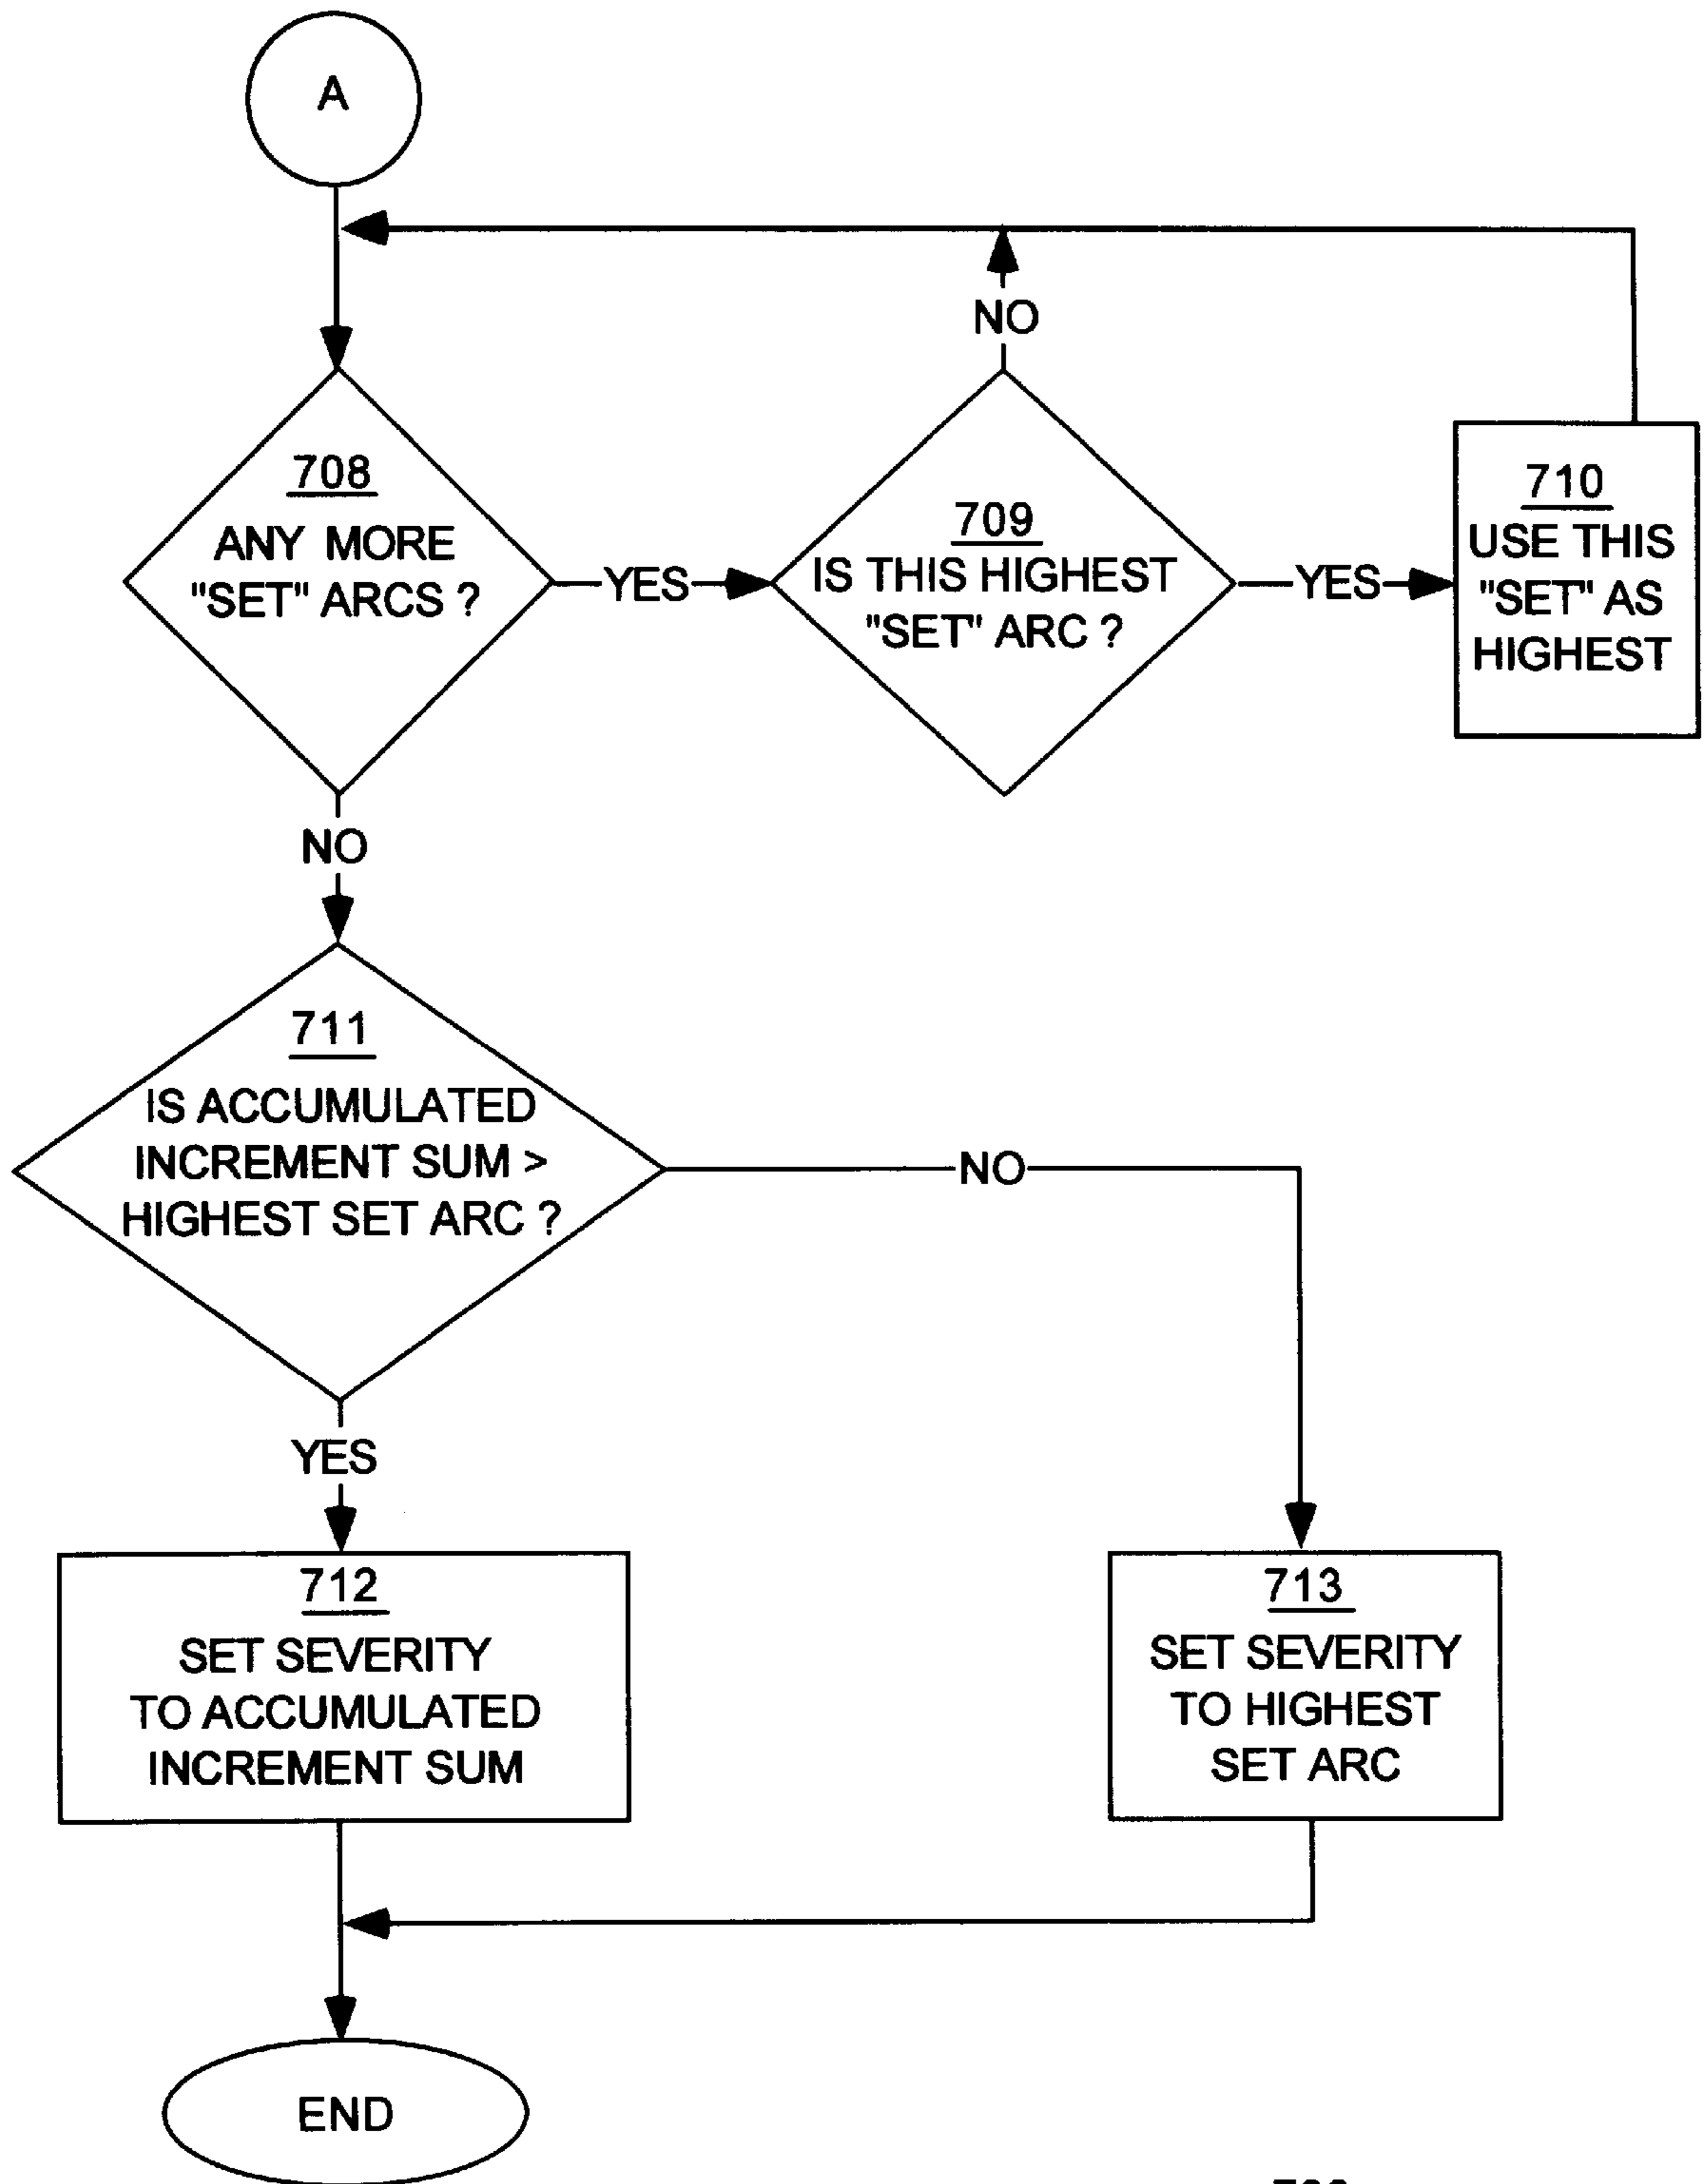 A
NO
708
ANY MORE
"SET" ARCS ?
YES
709
IS THIS HIGHEST
"SET" ARC ?
YES
710
USE THIS
"SET" AS
HIGHEST
NO
711
IS ACCUMULATED
INCREMENT SUM >
HIGHEST SET ARC ?
NO
YES
712
SET SEVERITY
TO ACCUMULATED
INCREMENT SUM
713
SET SEVERITY
TO HIGHEST
SET ARC
END